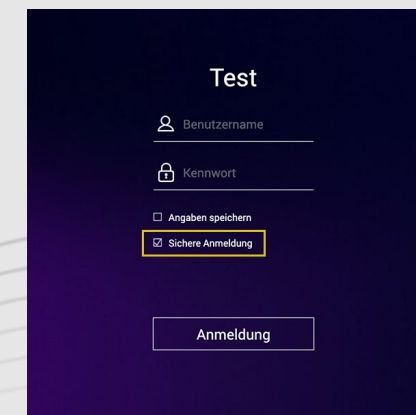 Test
Benutzername
Kennwort
Angaben speichern
Sichere Anmeldung
Anmeldung